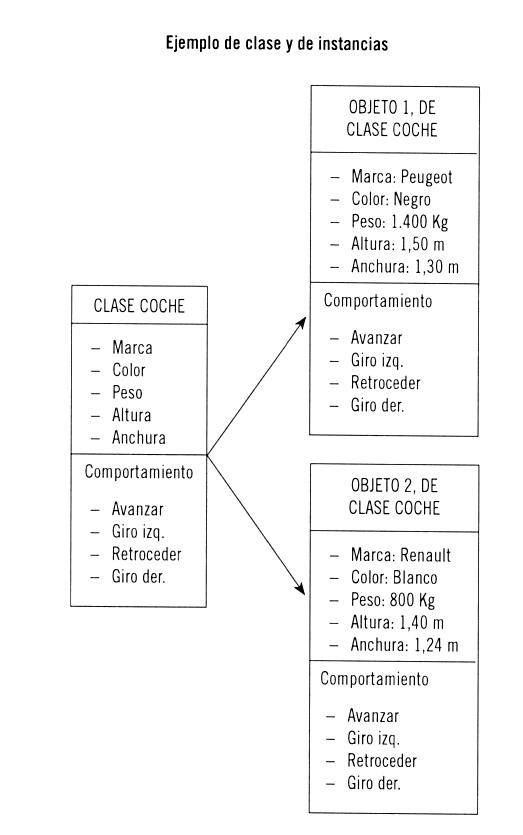 Ejemplo de clase y de instancias
CLASE COCHE
– Marca
– Color
– Peso
– Altura
– Anchura
Comportamiento
– Avanzar
– Giro izq.
– Retroceder
– Giro der.
OBJETO 1, DE
CLASE COCHE
– Marca: Peugeot
– Color: Negro
– Peso: 1.400 Kg
– Altura: 1,50 m
– Anchura: 1,30 m
Comportamiento
– Avanzar
– Giro izq.
– Retroceder
– Giro der.
OBJETO 2, DE
CLASE COCHE
– Marca: Renault
– Color: Blanco
– Peso: 800 Kg
– Altura: 1,40 m
– Anchura: 1,24 m
Comportamiento
– Avanzar
– Giro izq.
– Retroceder
– Giro der.